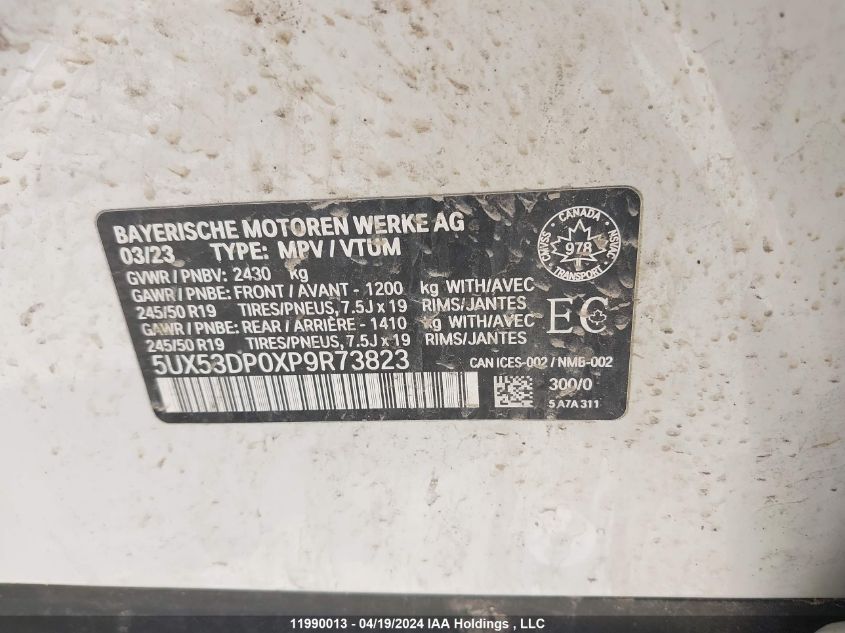 BAYERISCHE MOTOREN WERKE AG
03/23 TYPE: MPV / VTUM
GVWR / PNBV: 2430 kg
GAWR / PNBE: FRONT / AVANT - 1200 kg WITH/AVEC
245/50 R19 TIRES/PNEUS, 7.5J x 19 RIMS/JANTES
GAWR / PNBE: REAR / ARRIÈRE - 1410 kg WITH/AVEC
245/50 R19 TIRES/PNEUS, 7.5J x 19 RIMS/JANTES
5UX53DP0XP9R73823
CANADA
CMVSS
978
NSVAC
TRANSPORT
EC
CAN ICES-002 / NMB-002
300/0
5 A7A 311
11990013 - 04/19/2024 IAA Holdings , LLC